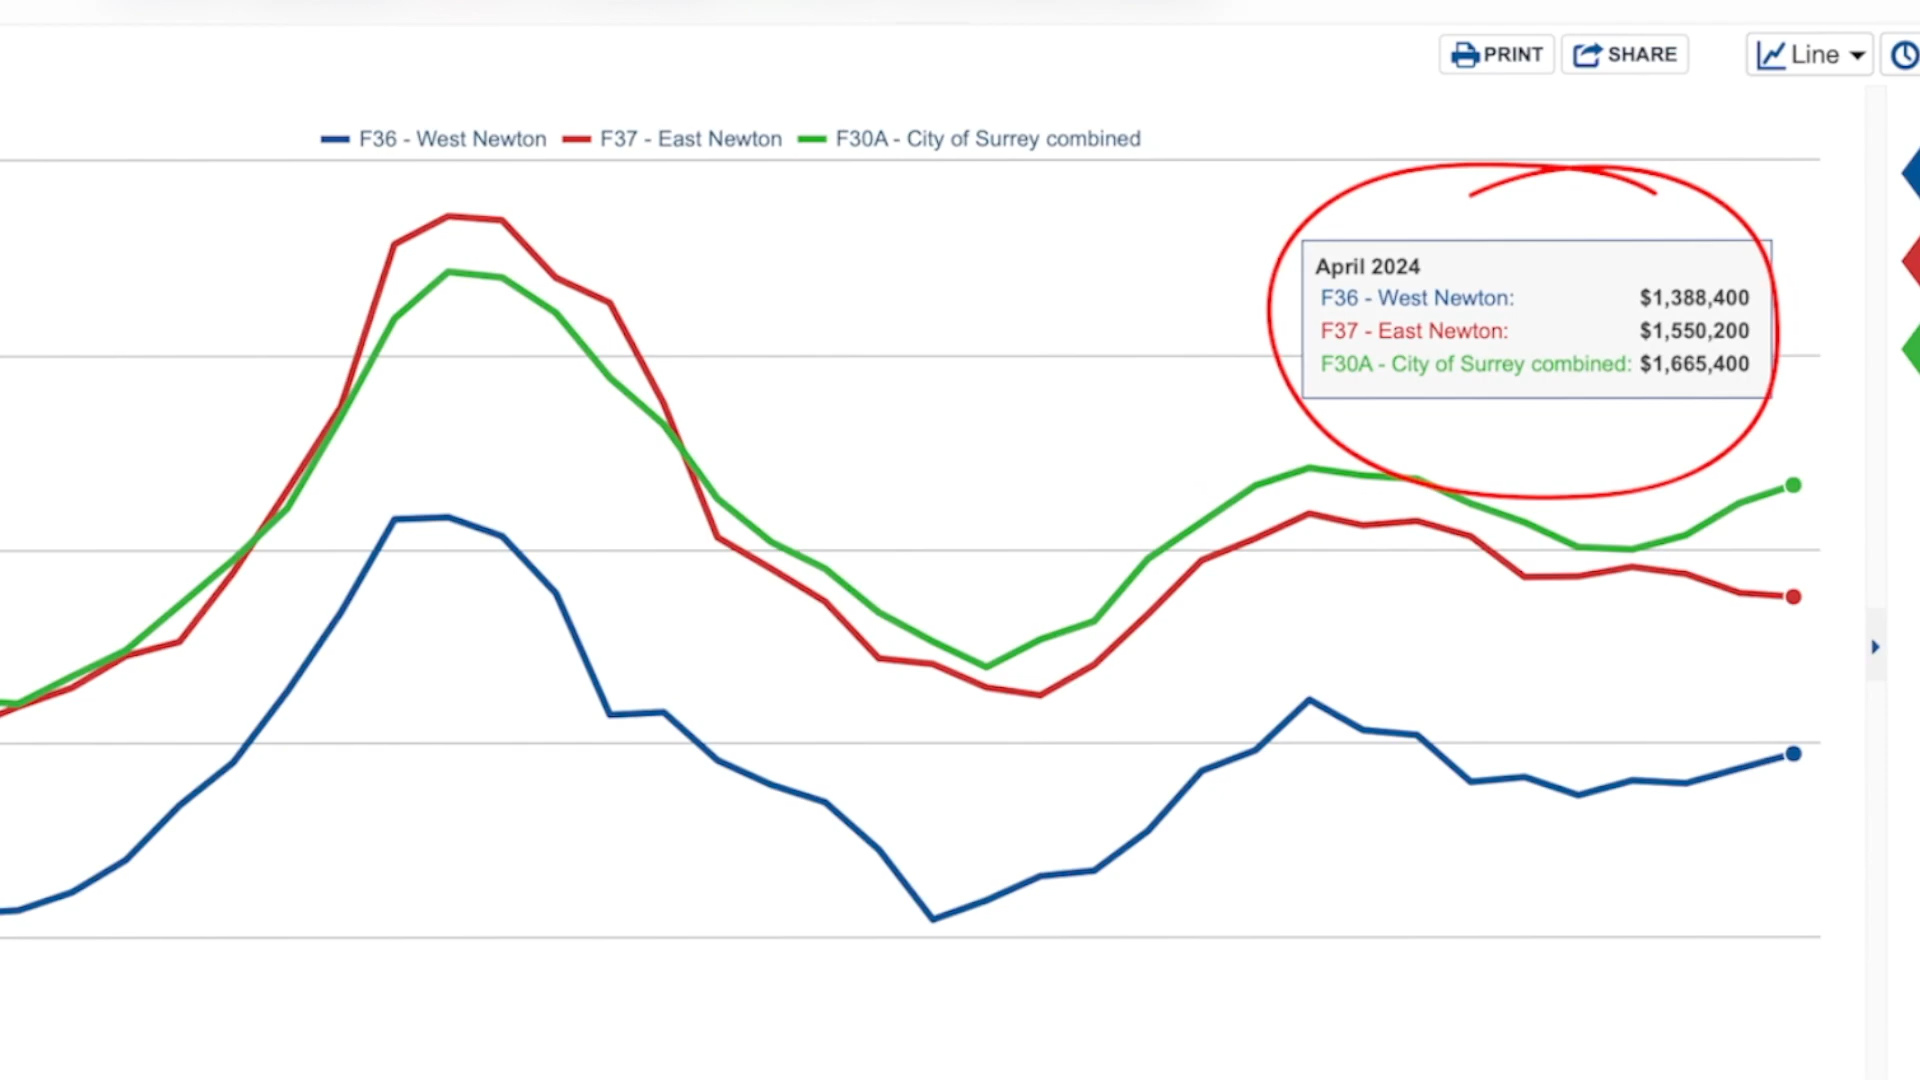 PRINT SHARE Line
F36 - West Newton F37 - East Newton F30A - City of Surrey combined
April 2024
F36 - West Newton: $1,388,400
F37 - East Newton: $1,550,200
F30A - City of Surrey combined: $1,665,400